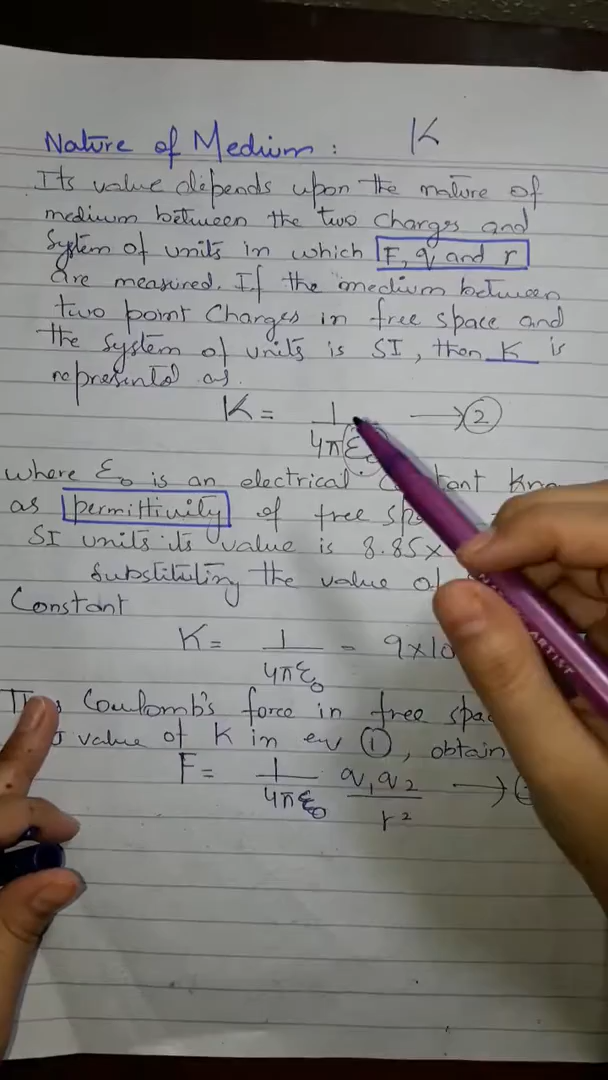 Nature of Medium : K
Its value depends upon the nature of
medium between the two charges and
System of units in which F, q and r
are measured. If the medium between
two point charges in free space and
the system of units is SI, then K is
represented as.
K = 1/4πε₀ → ②
where ε₀ is an electrical constant
as permittivity of free
SI units its value is 8.85×
Substituting the value of
Constant
K = 1/4πε₀ = 9×10
Coulomb's force in free
value of K in eq ①, obtain
F = 1/4πε₀ q₁q₂/r² →
ARTIST